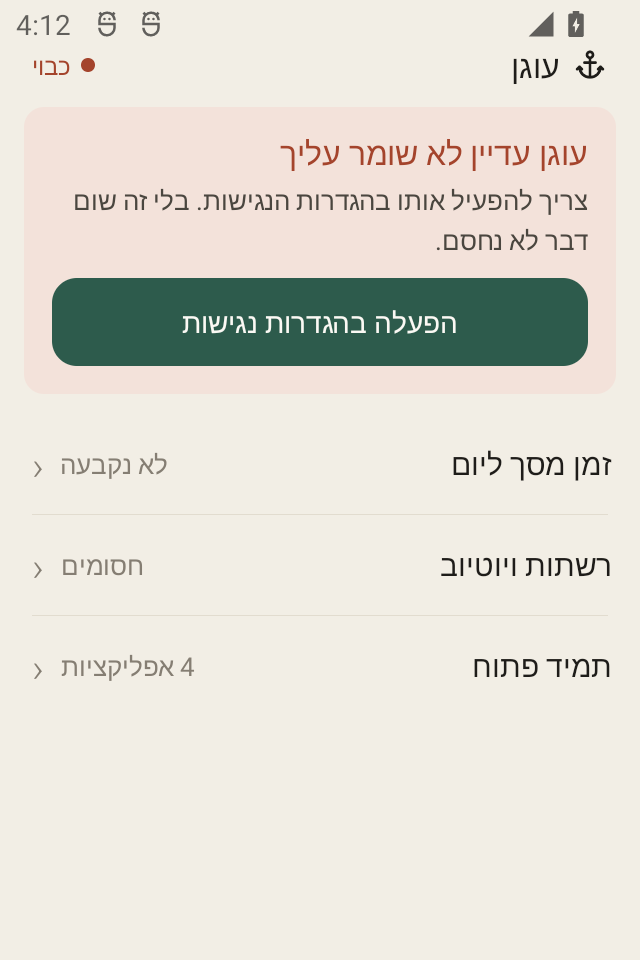 4:12
עוגן
כבוי
עוגן עדיין לא שומר עליך
צריך להפעיל אותו בהגדרות הנגישות. בלי זה שום
דבר לא נחסם.
הפעלה בהגדרות נגישות
זמן מסך ליום
לא נקבעה
רשתות ויוטיוב
חסומים
תמיד פתוח
4 אפליקציות